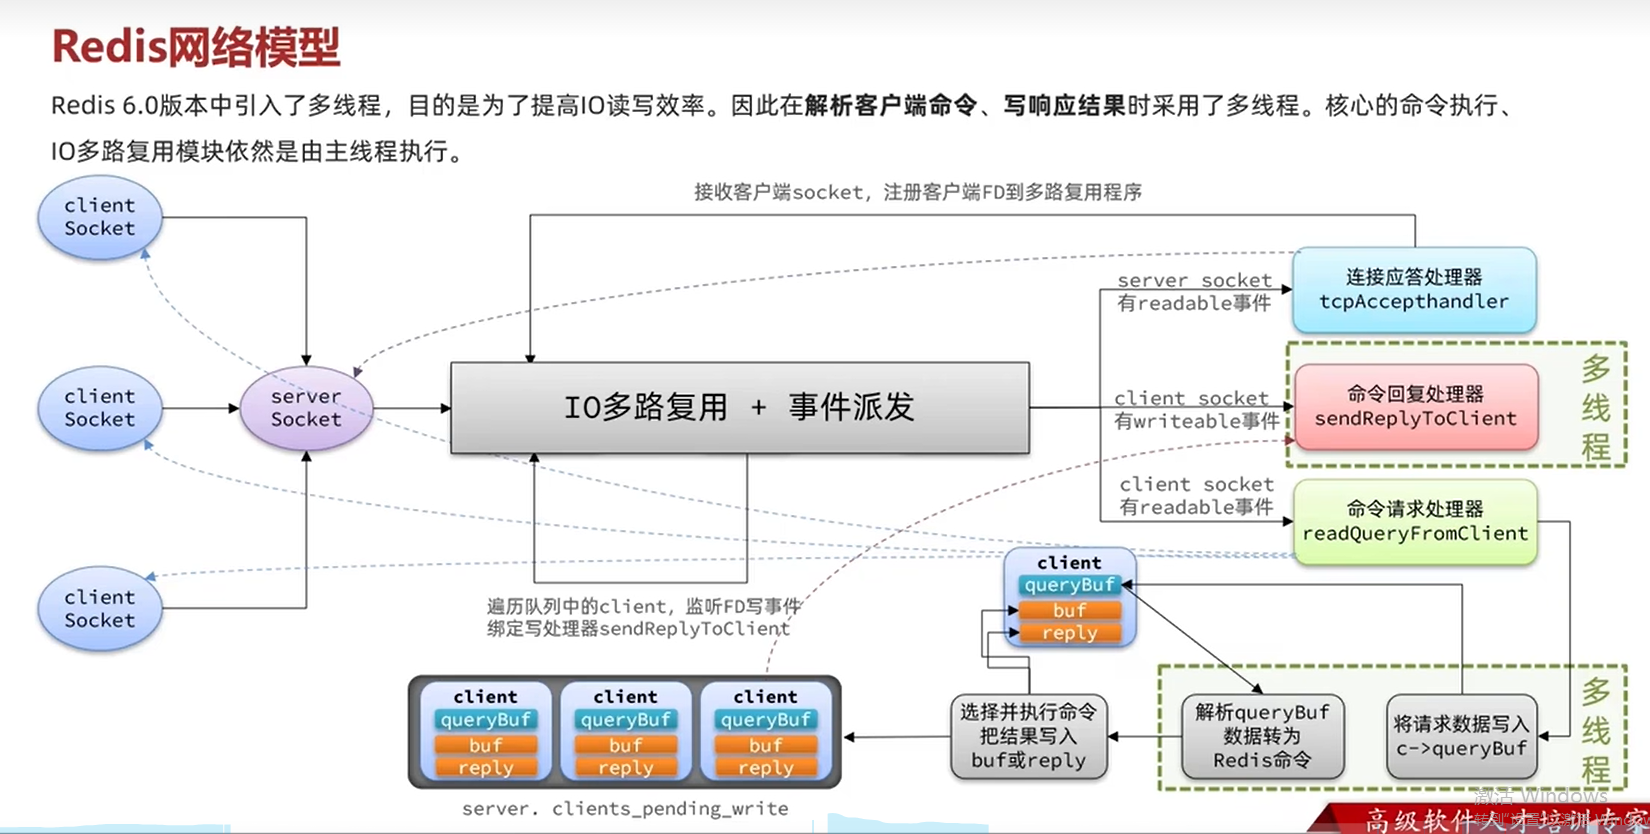 Redis网络模型
Redis 6.0版本中引入了多线程，目的是为了提高IO读写效率。因此在解析客户端命令、写响应结果时采用了多线程。核心的命令执行、
IO多路复用模块依然是由主线程执行。
接收客户端socket，注册客户端FD到多路复用程序
client
Socket
client
Socket
client
Socket
server
Socket
IO多路复用 + 事件派发
server socket
有readable事件
连接应答处理器
tcpAccepthandler
client socket
有writeable事件
命令回复处理器
sendReplyToClient
多
线
程
client socket
有readable事件
命令请求处理器
readQueryFromClient
遍历队列中的client，监听FD写事件
绑定写处理器sendReplyToClient
client
queryBuf
buf
reply
client
queryBuf
buf
reply
client
queryBuf
buf
reply
client
queryBuf
buf
reply
server. clients_pending_write
选择并执行命令
把结果写入
buf或reply
解析queryBuf
数据转为
Redis命令
将请求数据写入
c->queryBuf
多
线
程
激活 Windows
高级软件人才培训专家